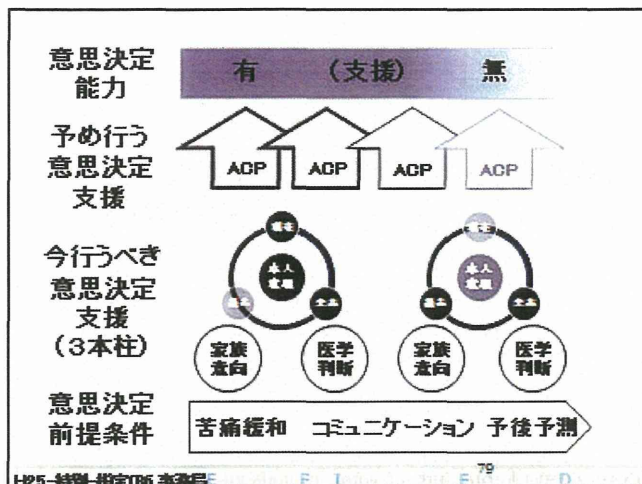 意思決定
能力
有 (支援) 無
予め行う
意思決定
支援
ACP ACP ACP ACP
今行うべき
意思決定
支援
(3本柱)
本人
意思
家族
意向
医学
判断
本人
意思
家族
意向
医学
判断
意思決定
前提条件
苦痛緩和 コミュニケーション 予後予測
79